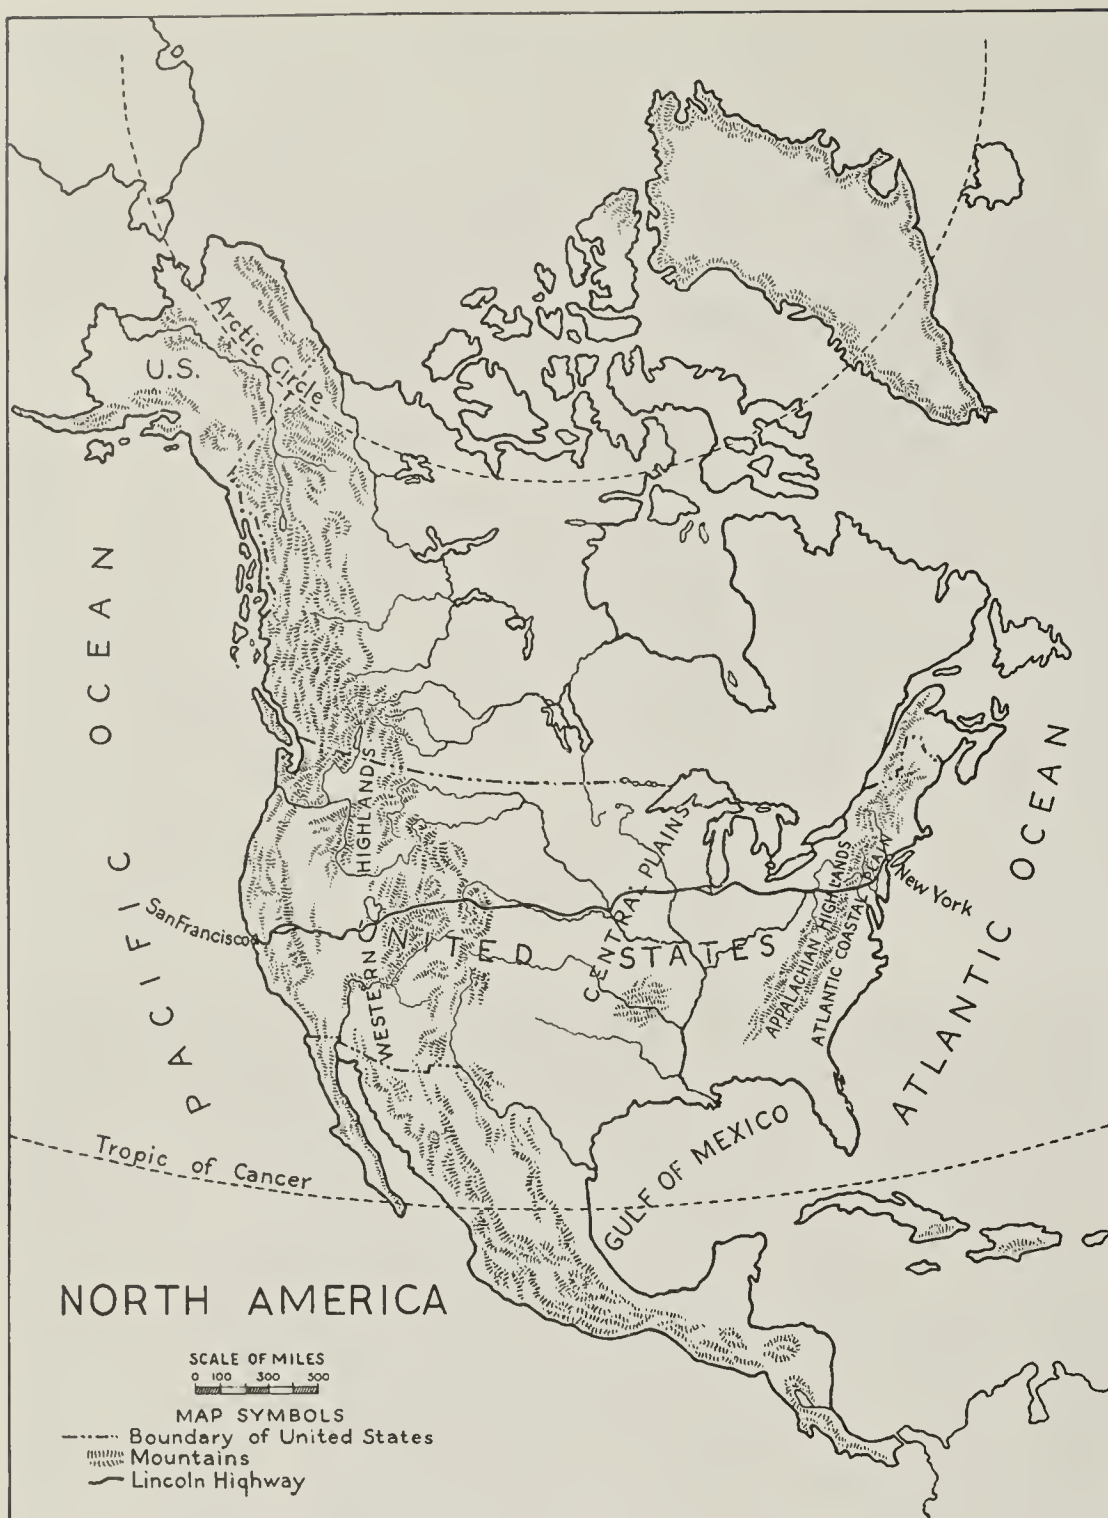 Arctic Circle
U.S.
PACIFIC OCEAN
HIGHLANDS
WESTERN
CENTRAL PLAINS
APPALACHIAN HIGHLANDS
ATLANTIC COASTAL PLAIN
New York
San Francisco
UNITED STATES
ATLANTIC OCEAN
GULF OF MEXICO
Tropic of Cancer
NORTH AMERICA
SCALE OF MILES
0 100 300 500
MAP SYMBOLS
Boundary of United States
Mountains
Lincoln Highway